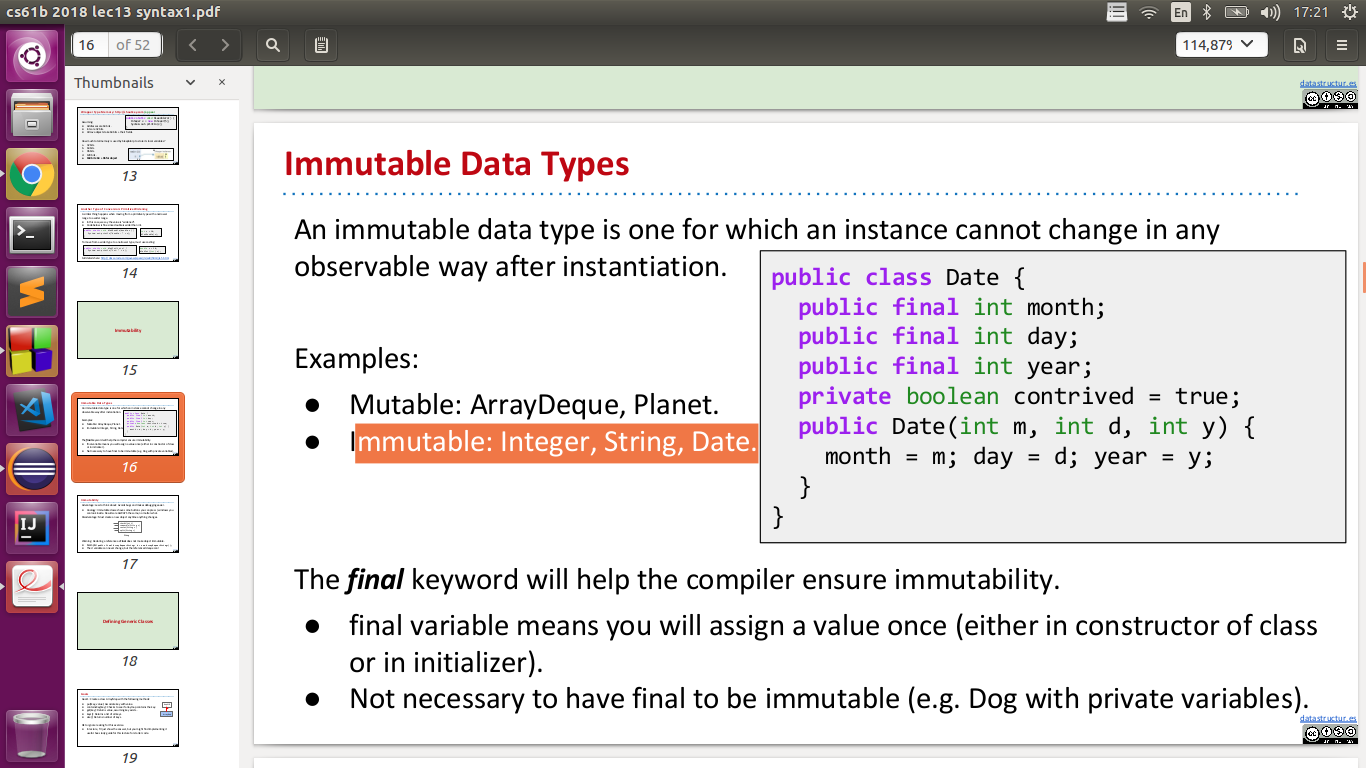 cs61b 2018 lec13 syntax1.pdf
En
17:21
16 of 52
114,87%
Thumbnails
13
14
Immutability
15
16
17
Defining Generic Classes
18
19
datastructur.es
Immutable Data Types
An immutable data type is one for which an instance cannot change in any
observable way after instantiation.
Examples:
● Mutable: ArrayDeque, Planet.
● Immutable: Integer, String, Date.
public class Date {
public final int month;
public final int day;
public final int year;
private boolean contrived = true;
public Date(int m, int d, int y) {
month = m; day = d; year = y;
}
}
The final keyword will help the compiler ensure immutability.
● final variable means you will assign a value once (either in constructor of class
or in initializer).
● Not necessary to have final to be immutable (e.g. Dog with private variables).
datastructur.es